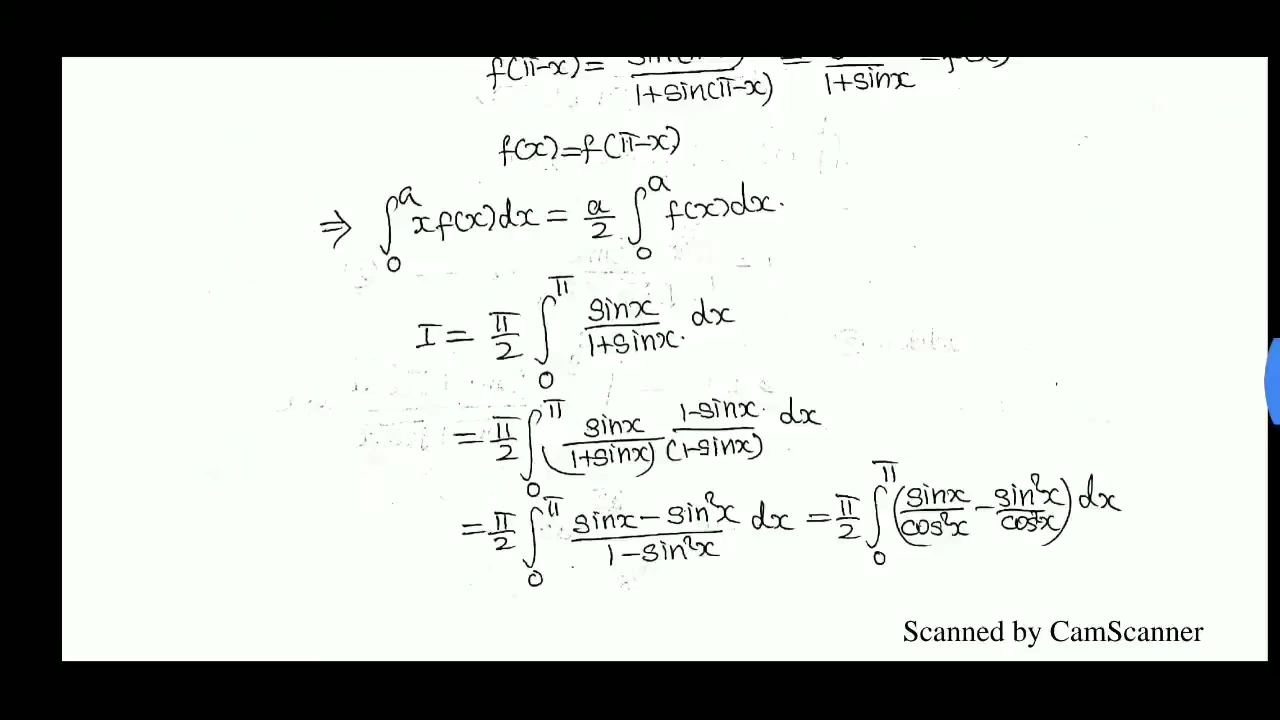 f(π-x) = sin(π-x)/(1+sin(π-x)) = sinx/(1+sinx) = f(x)
f(x)=f(π-x)
⇒ ∫₀ᵃ xf(x)dx = a/2 ∫₀ᵃ f(x)dx.
I = π/2 ∫₀^π sinx/(1+sinx) dx
= π/2 ∫₀^π sinx/(1+sinx) (1-sinx)/(1-sinx) dx
= π/2 ∫₀^π (sinx - sin²x)/(1-sin²x) dx = π/2 ∫₀^π (sinx/cos²x - sin²x/cos²x) dx
Scanned by CamScanner